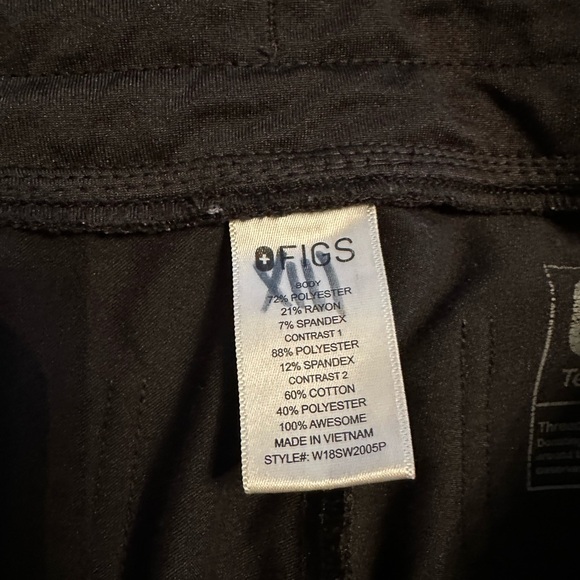 FIGS
XIII
BODY
72% POLYESTER
21% RAYON
7% SPANDEX
CONTRAST 1
88% POLYESTER
12% SPANDEX
CONTRAST 2
60% COTTON
40% POLYESTER
100% AWESOME
MADE IN VIETNAM
STYLE#: W18SW2005P